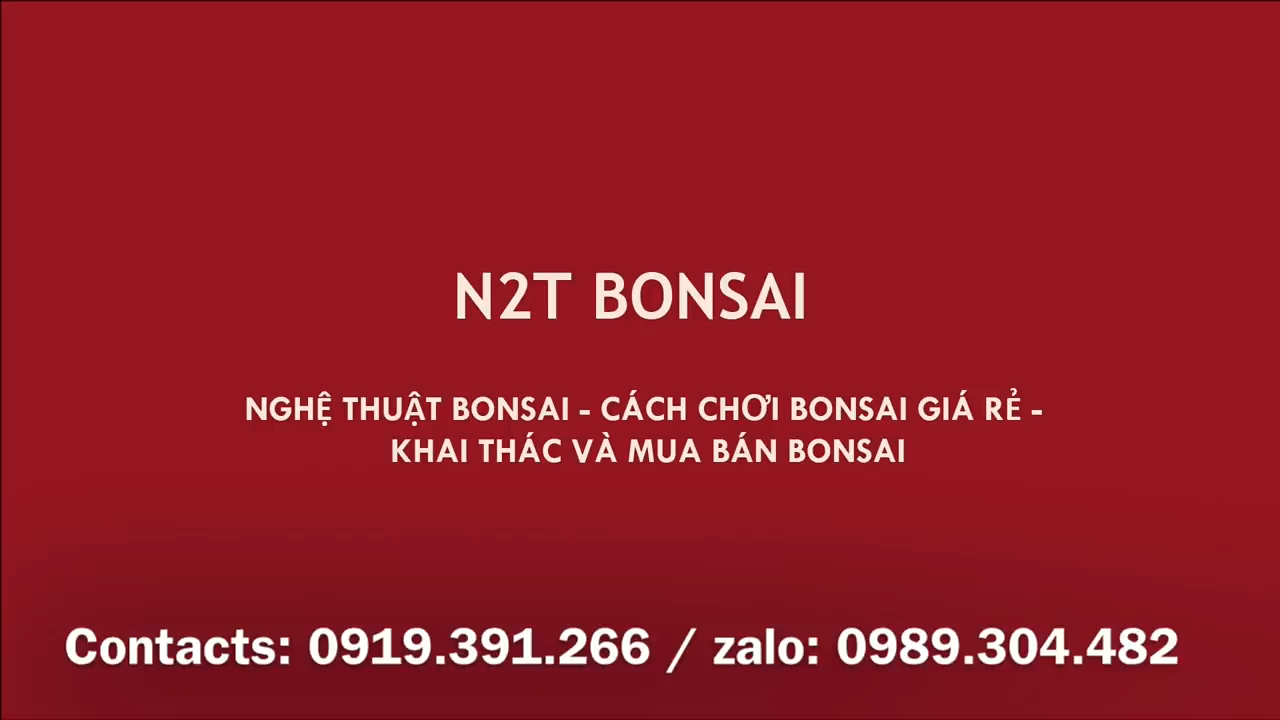 N2T BONSAI
NGHỆ THUẬT BONSAI - CÁCH CHƠI BONSAI GIÁ RẺ -
KHAI THÁC VÀ MUA BÁN BONSAI
Contacts: 0919.391.266 / zalo: 0989.304.482